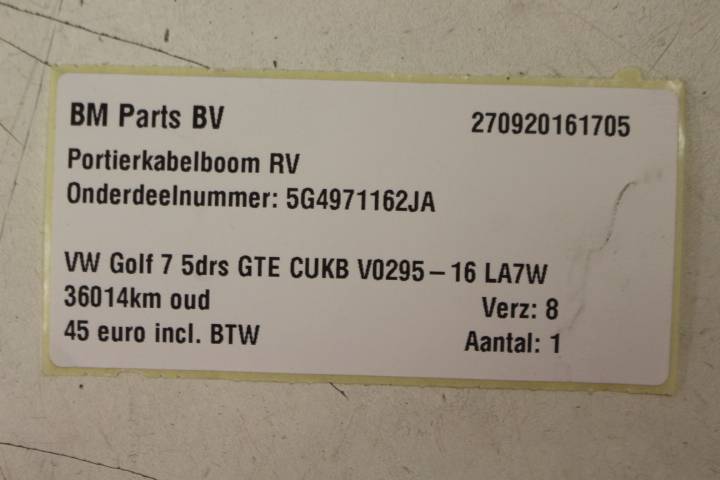 BM Parts BV 270920161705
Portierkabelboom RV
Onderdeelnummer: 5G4971162JA
VW Golf 7 5drs GTE CUKB V0295-16 LA7W
36014km oud Verz: 8
45 euro incl. BTW Aantal: 1